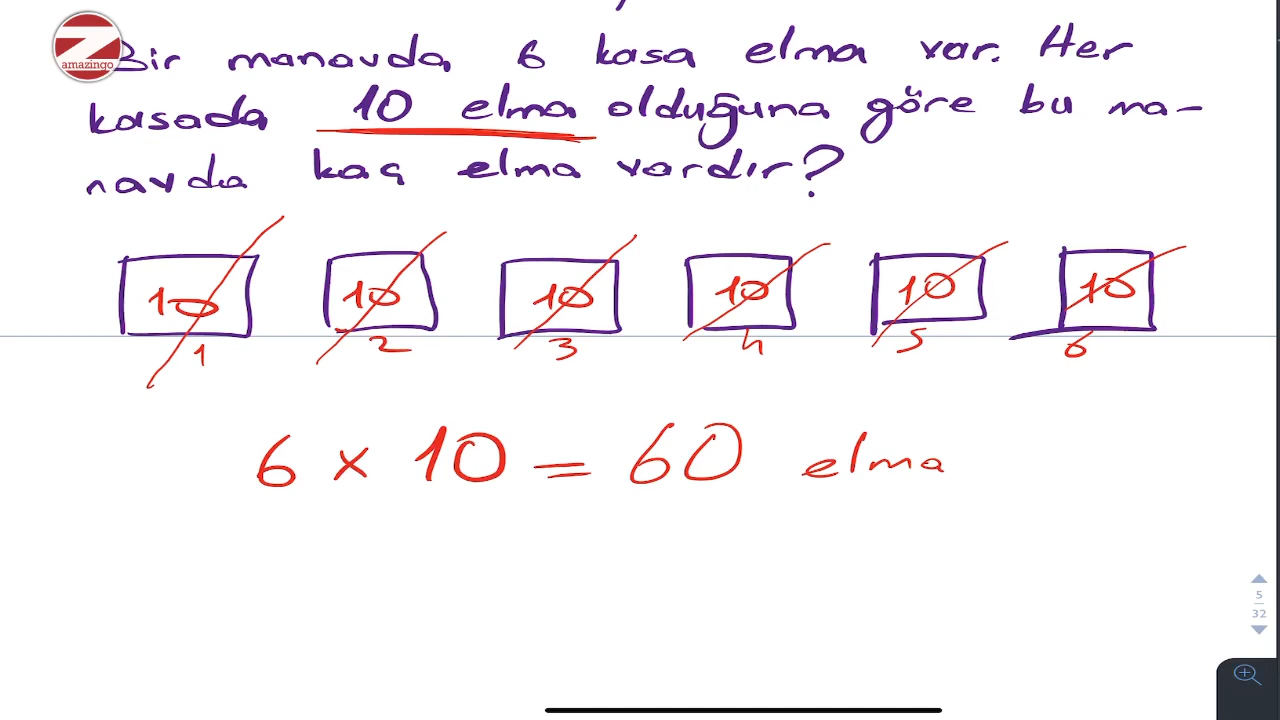 amazingo
Bir manavda 6 kasa elma var. Her
kasada 10 elma olduğuna göre bu ma-
navda kaç elma vardır?
10 10 10 10 10 10
1 2 3 4 5 6
6 x 10 = 60 elma
5
32